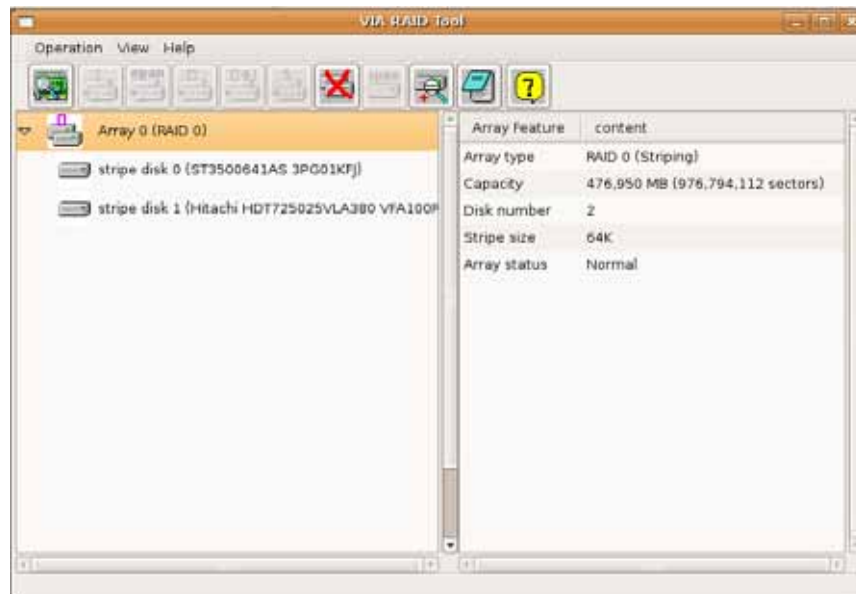 VIA RAID Tool
Operation View Help
Array 0 (RAID 0)
stripe disk 0 (ST3500641AS 3PG01KFJ)
stripe disk 1 (Hitachi HDT725025VLA380
Array Feature content
Array type RAID 0 (Striping)
Capacity 476,950 MB (976,794,112 sectors)
Disk number 2
Stripe size 64K
Array status Normal